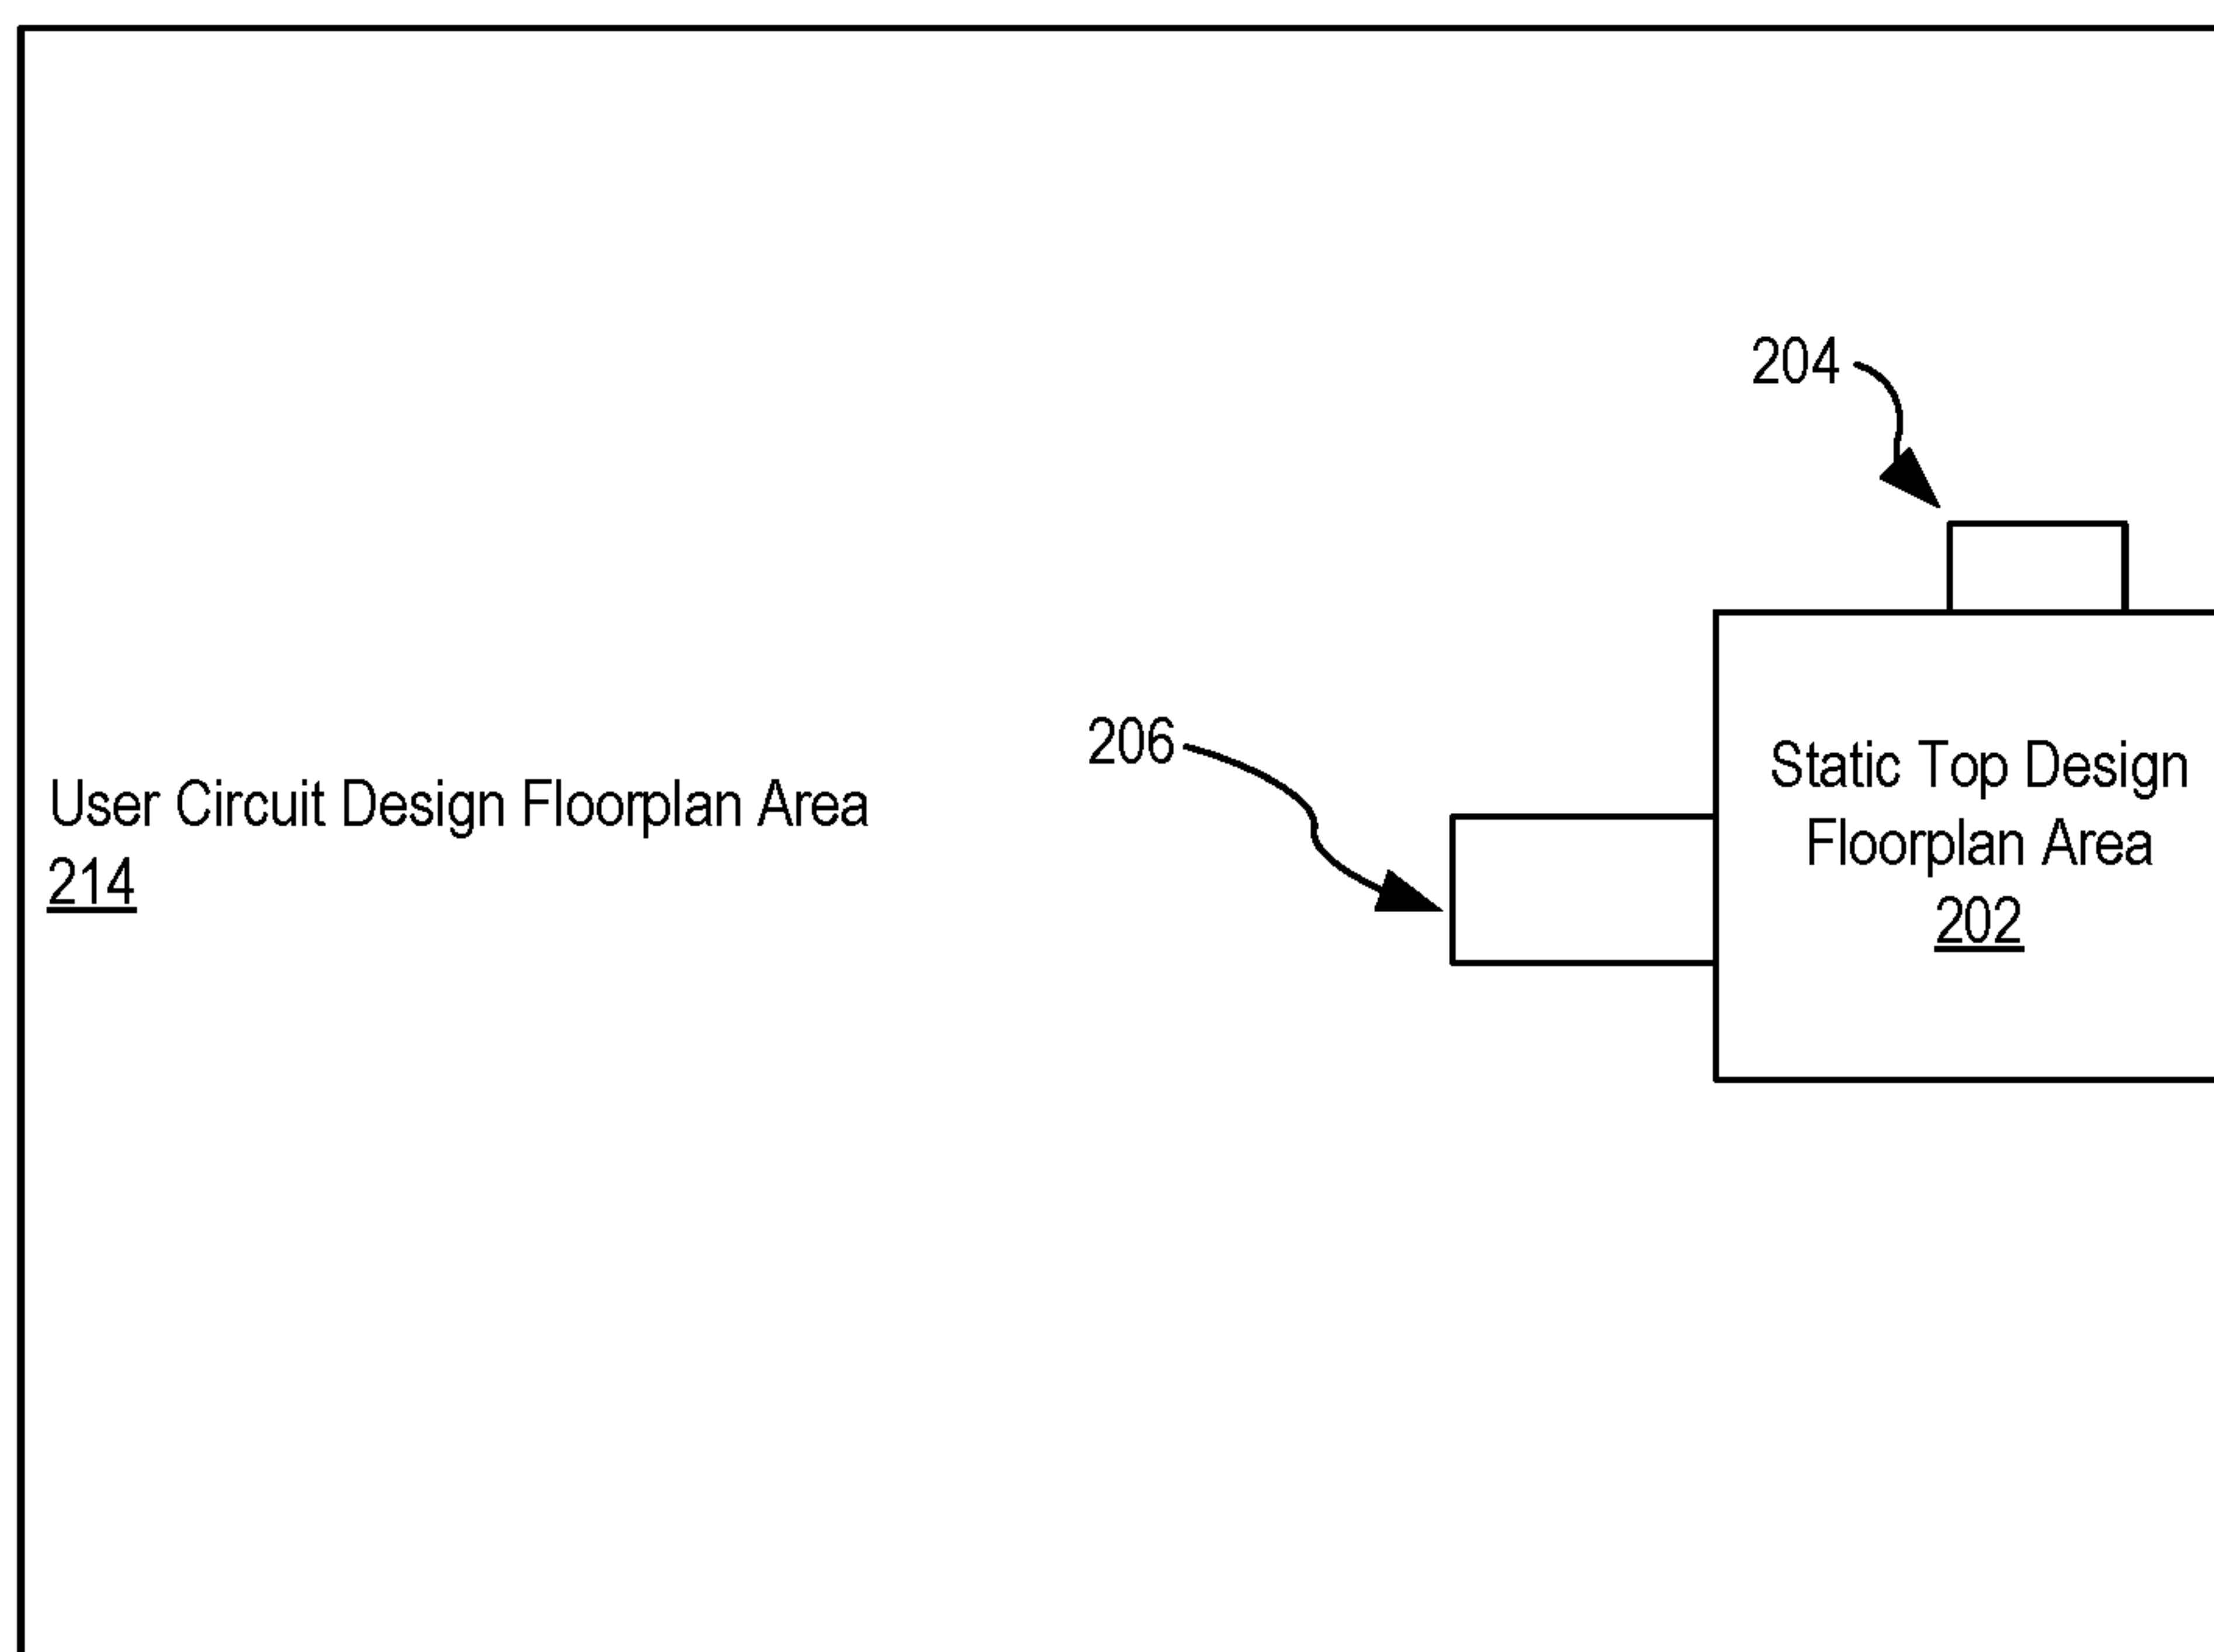 204
206
Static Top Design
Floorplan Area
202
User Circuit Design Floorplan Area
214